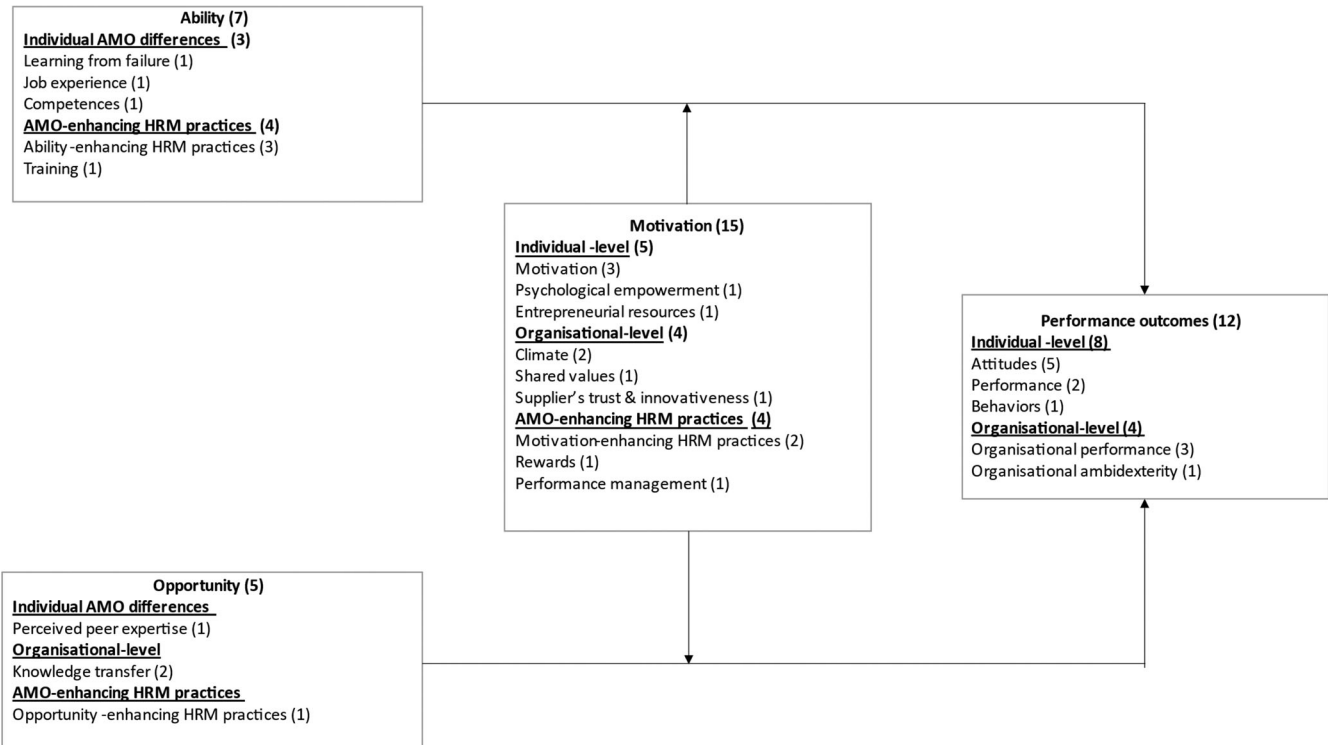 Ability (7)
Individual AMO differences (3)
Learning from failure (1)
Job experience (1)
Competences (1)
AMO-enhancing HRM practices (4)
Ability-enhancing HRM practices (3)
Training (1)
Motivation (15)
Individual -level (5)
Motivation (3)
Psychological empowerment (1)
Entrepreneurial resources (1)
Organisational-level (4)
Climate (2)
Shared values (1)
Supplier's trust & innovativeness (1)
AMO-enhancing HRM practices (4)
Motivation-enhancing HRM practices (2)
Rewards (1)
Performance management (1)
Performance outcomes (12)
Individual -level (8)
Attitudes (5)
Performance (2)
Behaviors (1)
Organisational-level (4)
Organisational performance (3)
Organisational ambidexterity (1)
Opportunity (5)
Individual AMO differences
Perceived peer expertise (1)
Organisational-level
Knowledge transfer (2)
AMO-enhancing HRM practices
Opportunity -enhancing HRM practices (1)